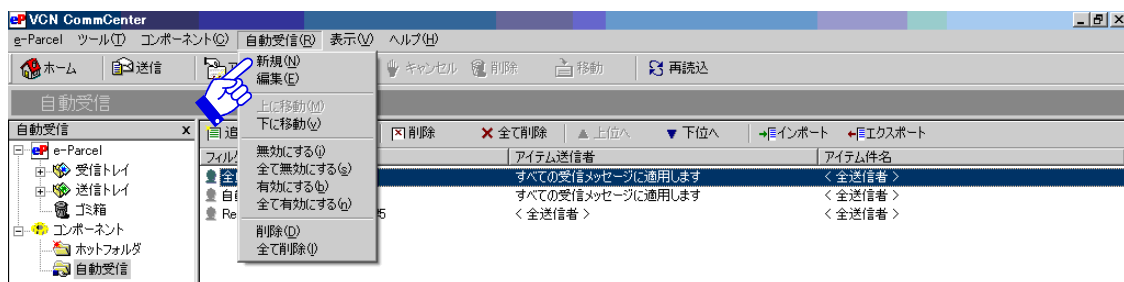 eP VCN CommCenter
e-Parcel ツール(T) コンポーネント(C) 自動受信(R) 表示(V) ヘルプ(H)
ホーム 送信 キャンセル 削除 移動 再読込
自動受信
新規(N)
編集(E)
上に移動(M)
下に移動(v)
無効にする(i)
全て無効にする(s)
有効にする(b)
全て有効にする(n)
削除(D)
全て削除(l)
自動受信 x 追 削除 全て削除 上位へ 下位へ インポート エクスポート
eP e-Parcel
受信トレイ
送信トレイ
ゴミ箱
コンポーネント
ホットフォルダ
自動受信
アイテム送信者 アイテム件名
すべての受信メッセージに適用します < 全送信者 >
すべての受信メッセージに適用します < 全送信者 >
Re < 全送信者 > < 全送信者 >